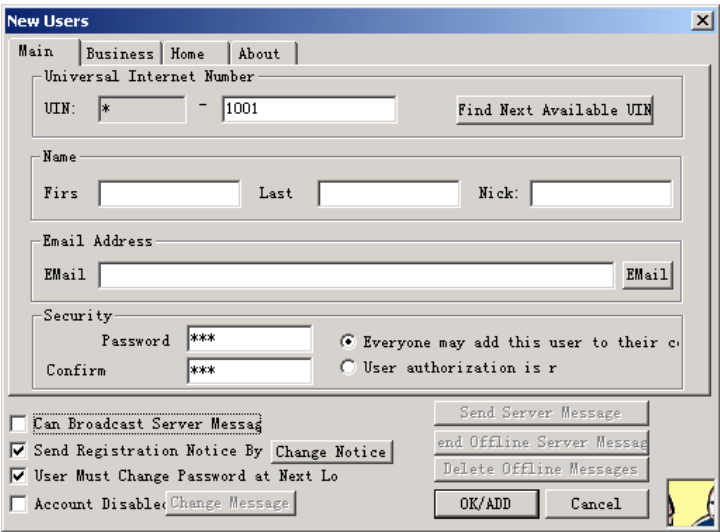 New Users
Main Business Home About
Universal Internet Number
UIN: * - 1001 Find Next Available UIN
Name
Firs Last Nick:
Email Address
EMail EMail
Security
Password *** Everyone may add this user to their c
Confirm *** User authorization is r
Can Broadcast Server Messag Send Server Message
Send Registration Notice By Change Notice end Offline Server Messag
User Must Change Password at Next Lo Delete Offline Messages
Account Disabled Change Message OK/ADD Cancel